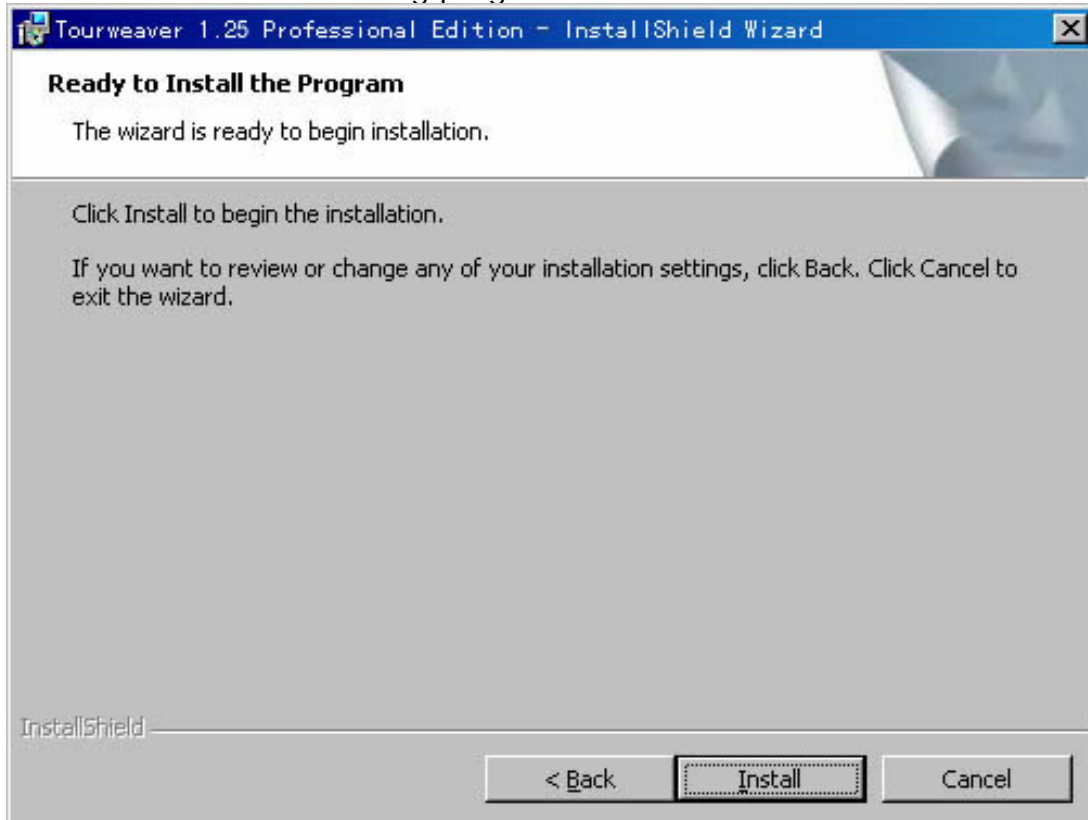 Tourweaver 1.25 Professional Edition - InstallShield Wizard
Ready to Install the Program
The wizard is ready to begin installation.
Click Install to begin the installation.
If you want to review or change any of your installation settings, click Back. Click Cancel to
exit the wizard.
InstallShield
< Back Install Cancel